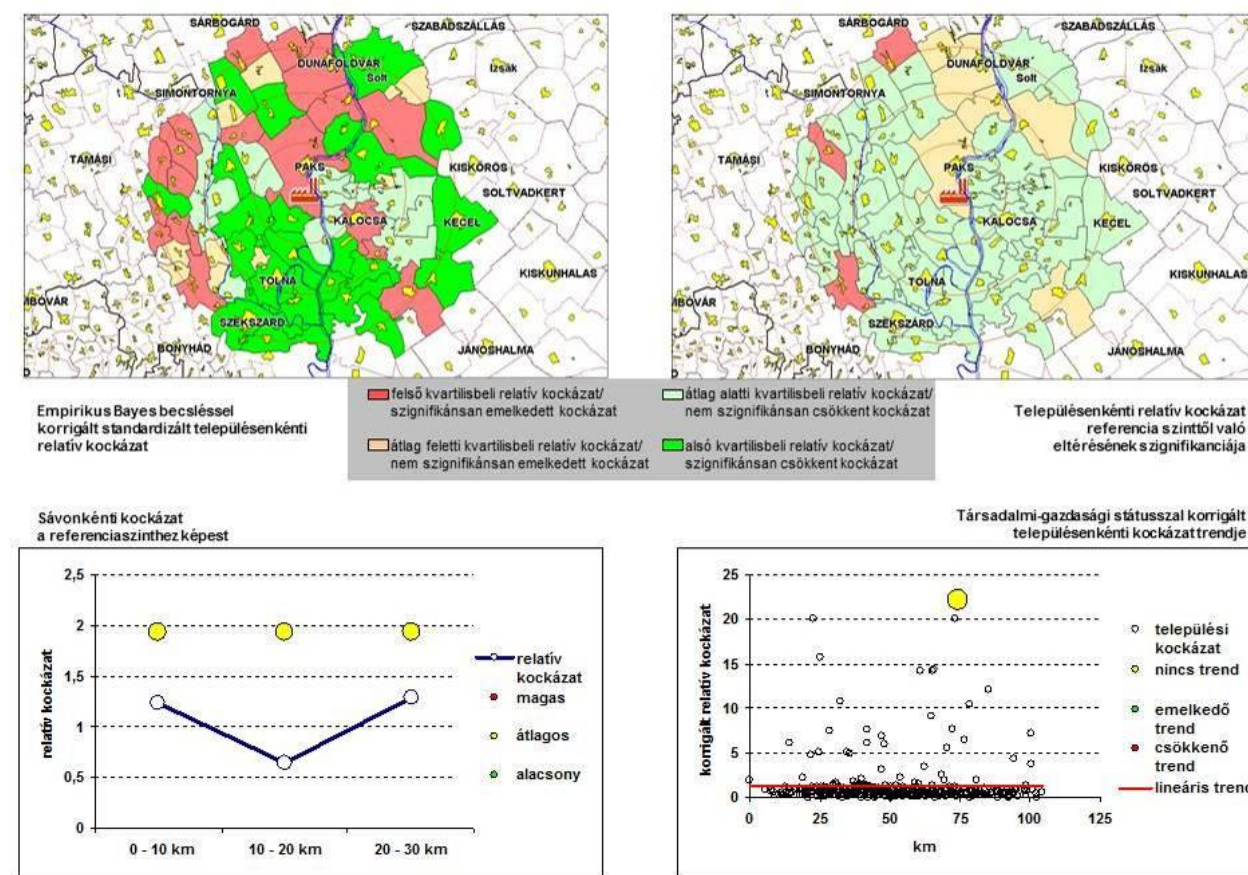 SÁRBOGÁRD
SZABADSZÁLLÁS
DUNAFÖLDVÁR
Solt
Izsák
SIMONTORNYA
TAMÁSI
PAKS
KISKŐRÖS
SOLTVADKERT
KALOCSA
KECEL
KISKUNHALAS
TOLNA
MBÓVÁR
SZEKSZÁRD
BONYHÁD
JÁNOSHALMA
SÁRBOGÁRD
SZABADSZÁLLÁS
DUNAFÖLDVÁR
Solt
Izsák
SIMONTORNYA
TAMÁSI
PAKS
KISKŐRÖS
SOLTVADKERT
KALOCSA
KECEL
KISKUNHALAS
TOLNA
MBÓVÁR
SZEKSZÁRD
BONYHÁD
JÁNOSHALMA
Empirikus Bayes becsléssel
korrigált standardizált településenkénti
relatív kockázat
felső kvartilisbeli relatív kockázat/
szignifikánsan emelkedett kockázat
átlag feletti kvartilisbeli relatív kockázat/
nem szignifikánsan emelkedett kockázat
átlag alatti kvartilisbeli relatív kockázat/
nem szignifikánsan csökkent kockázat
alsó kvartilisbeli relatív kockázat/
szignifikánsan csökkent kockázat
Településenkénti relatív kockázat
referencia szinttől való
eltérésének szignifikanciája
Sávonkénti kockázat
a referenciaszinthez képest
relatív kockázat
2,5
2
1,5
1
0,5
0
0 - 10 km
10 - 20 km
20 - 30 km
relatív
kockázat
magas
átlagos
alacsony
Társadalmi-gazdasági státusszal korrigált
településenkénti kockázat trendje
korrigált relatív kockázat
25
20
15
10
5
0
0
25
50
75
100
125
km
települési
kockázat
nincs trend
emelkedő
trend
csökkenő
trend
lineáris trend